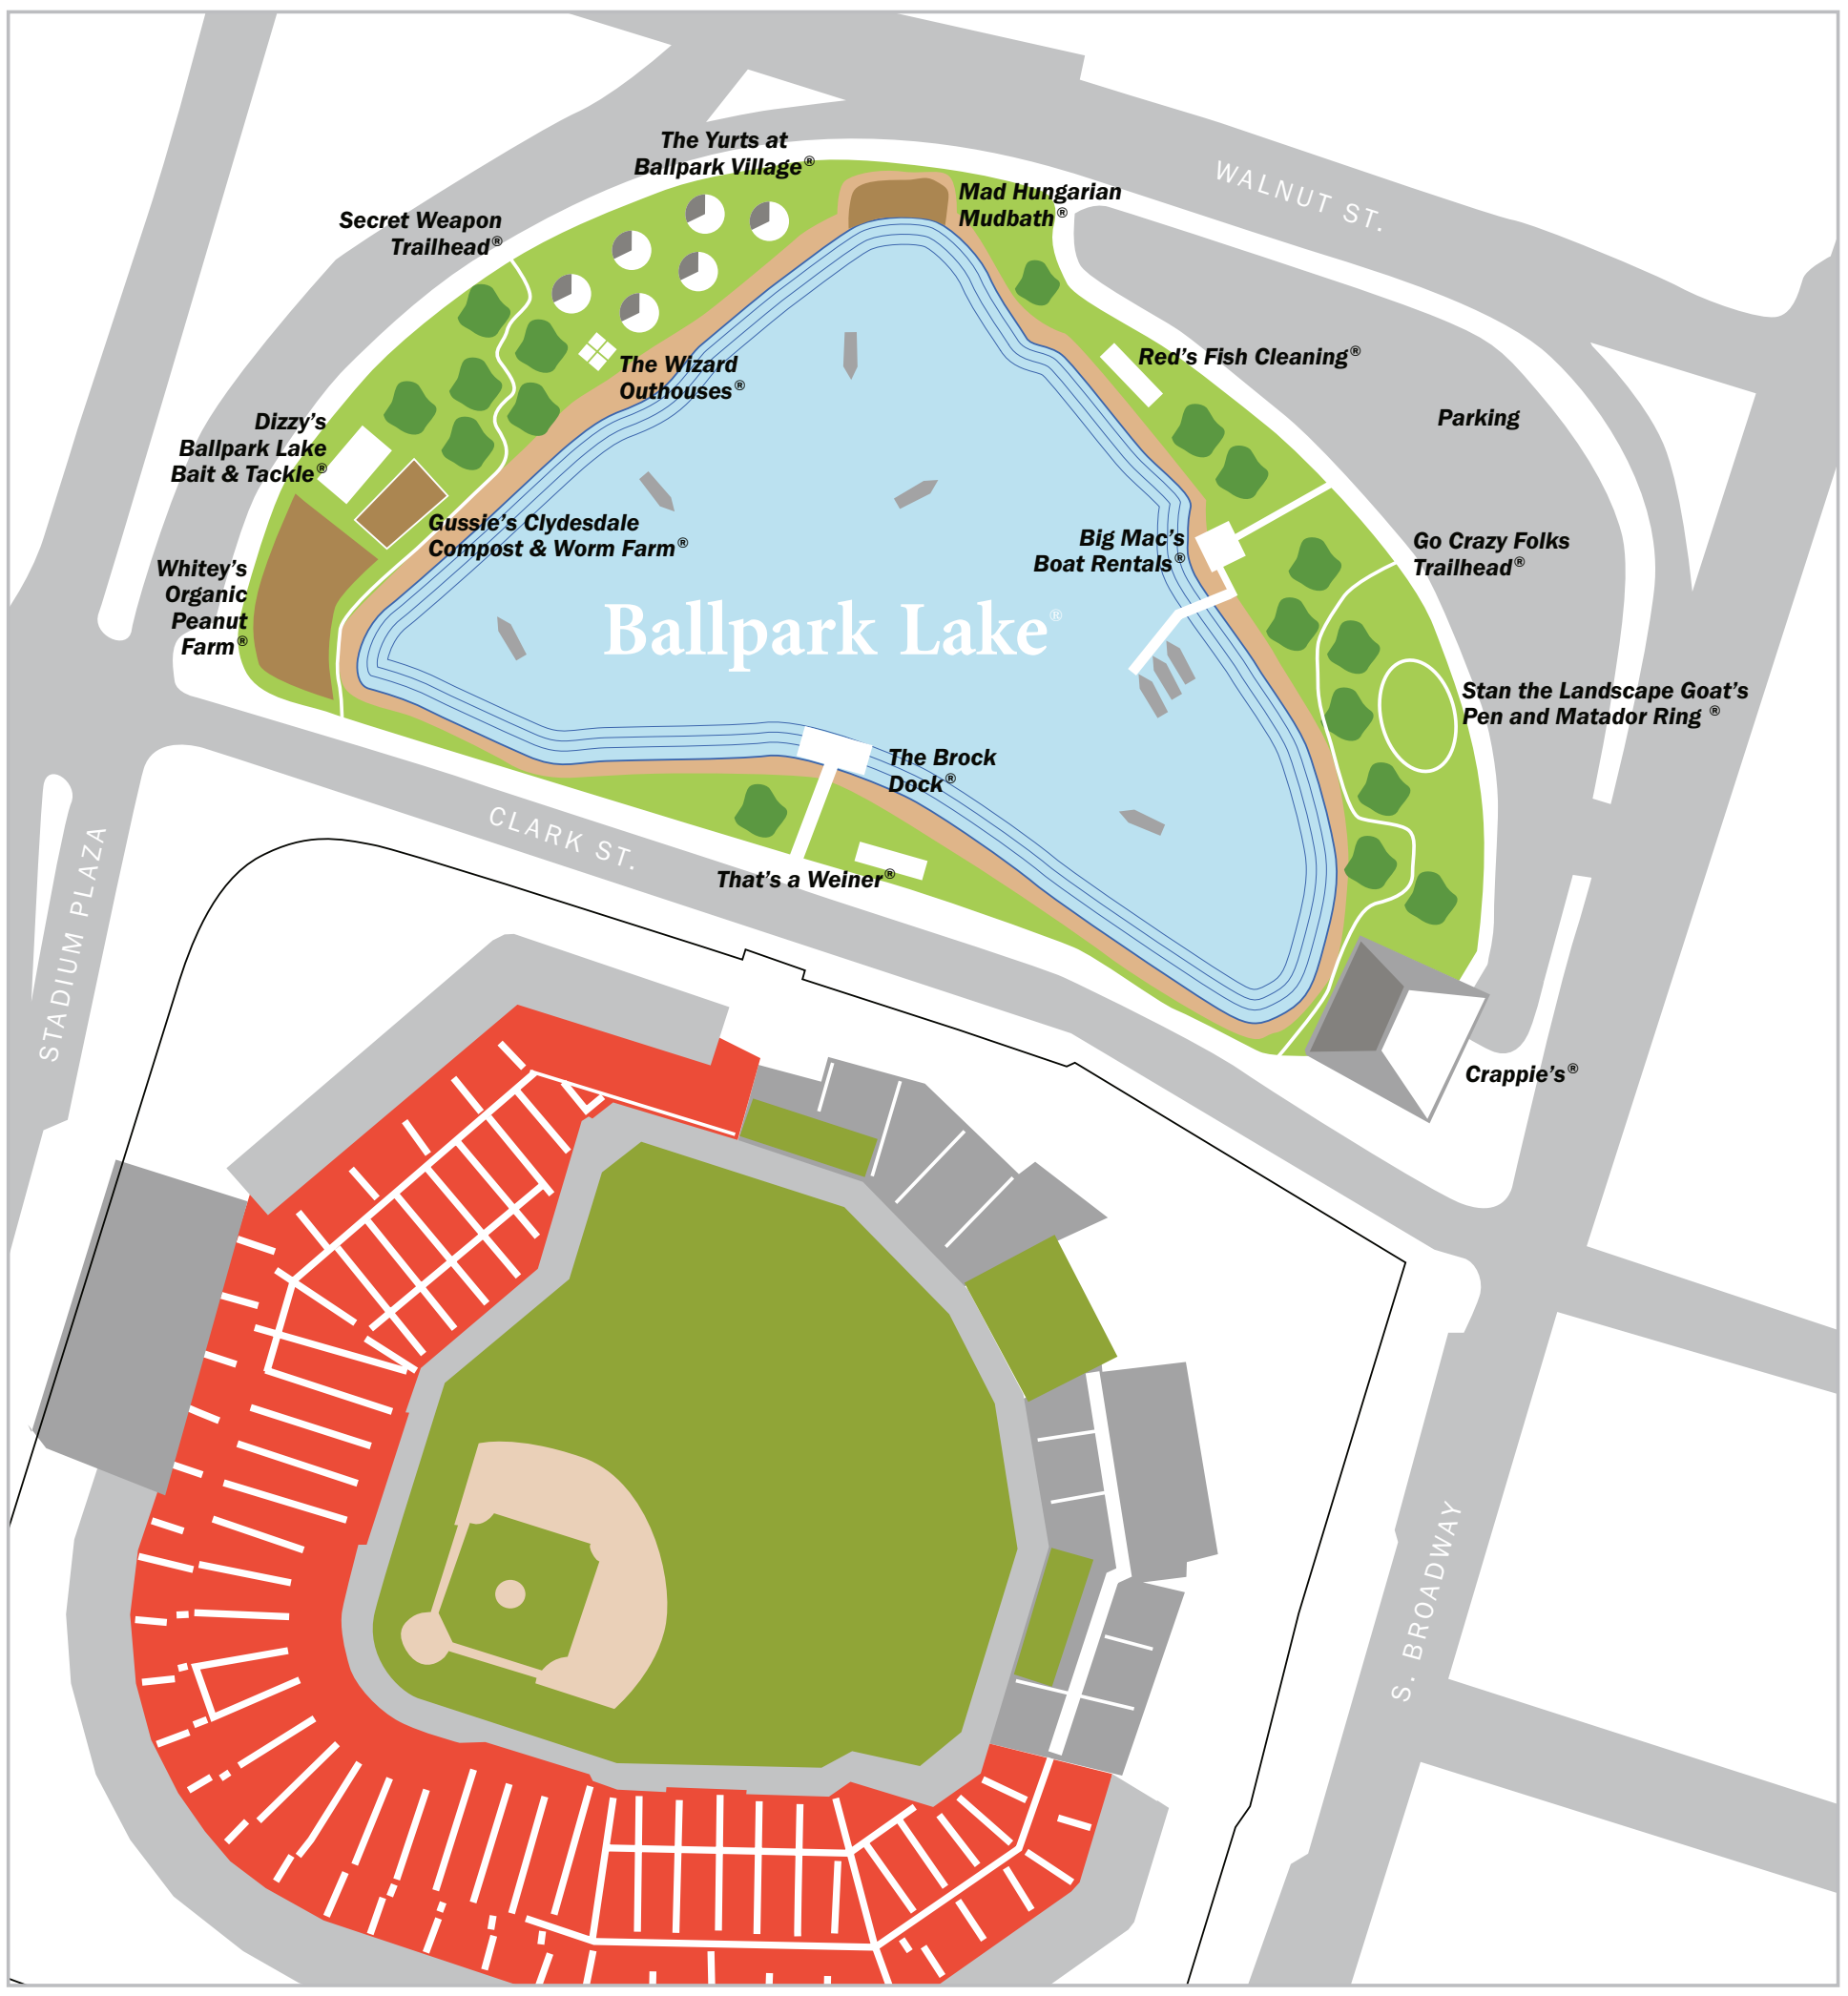 The Yurts at
Ballpark Village®
WALNUT ST.
Mad Hungarian
Mudbath®
Secret Weapon
Trailhead®
Red's Fish Cleaning®
The Wizard
Outhouses®
Parking
Dizzy's
Ballpark Lake
Bait & Tackle®
Gussie's Clydesdale
Compost & Worm Farm®
Big Mac's
Boat Rentals®
Go Crazy Folks
Trailhead®
Whitey's
Organic
Peanut
Farm®
Ballpark Lake®
Stan the Landscape Goat's
Pen and Matador Ring ®
The Brock
Dock®
CLARK ST.
STADIUM PLAZA
That's a Weiner®
Crappie's®
S. BROADWAY